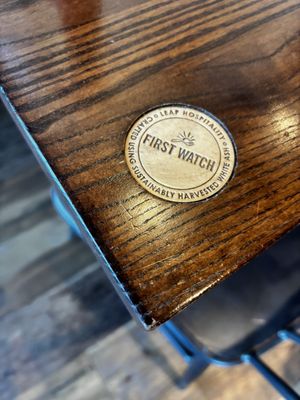 LEAP HOSPITALITY
FIRST WATCH
CRAFTED USING SUSTAINABLY HARVESTED WHITE ASH